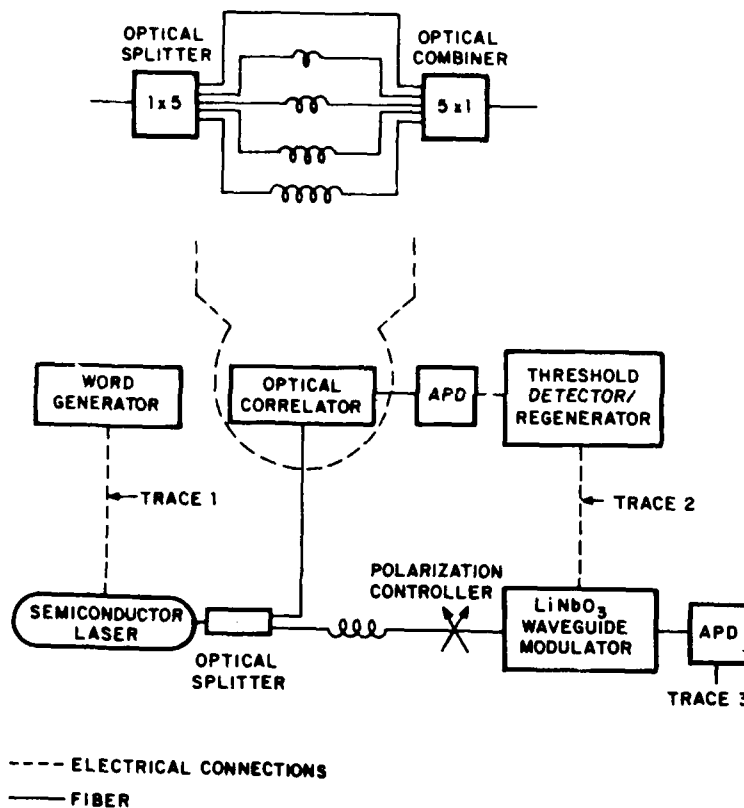 OPTICAL
SPLITTER
OPTICAL
COMBINER
1x5
5x1
WORD
GENERATOR
OPTICAL
CORRELATOR
APD
THRESHOLD
DETECTOR/
REGENERATOR
TRACE 1
TRACE 2
POLARIZATION
CONTROLLER
SEMICONDUCTOR
LASER
LiNbO3
WAVEGUIDE
MODULATOR
APD
OPTICAL
SPLITTER
TRACE 3
ELECTRICAL CONNECTIONS
FIBER